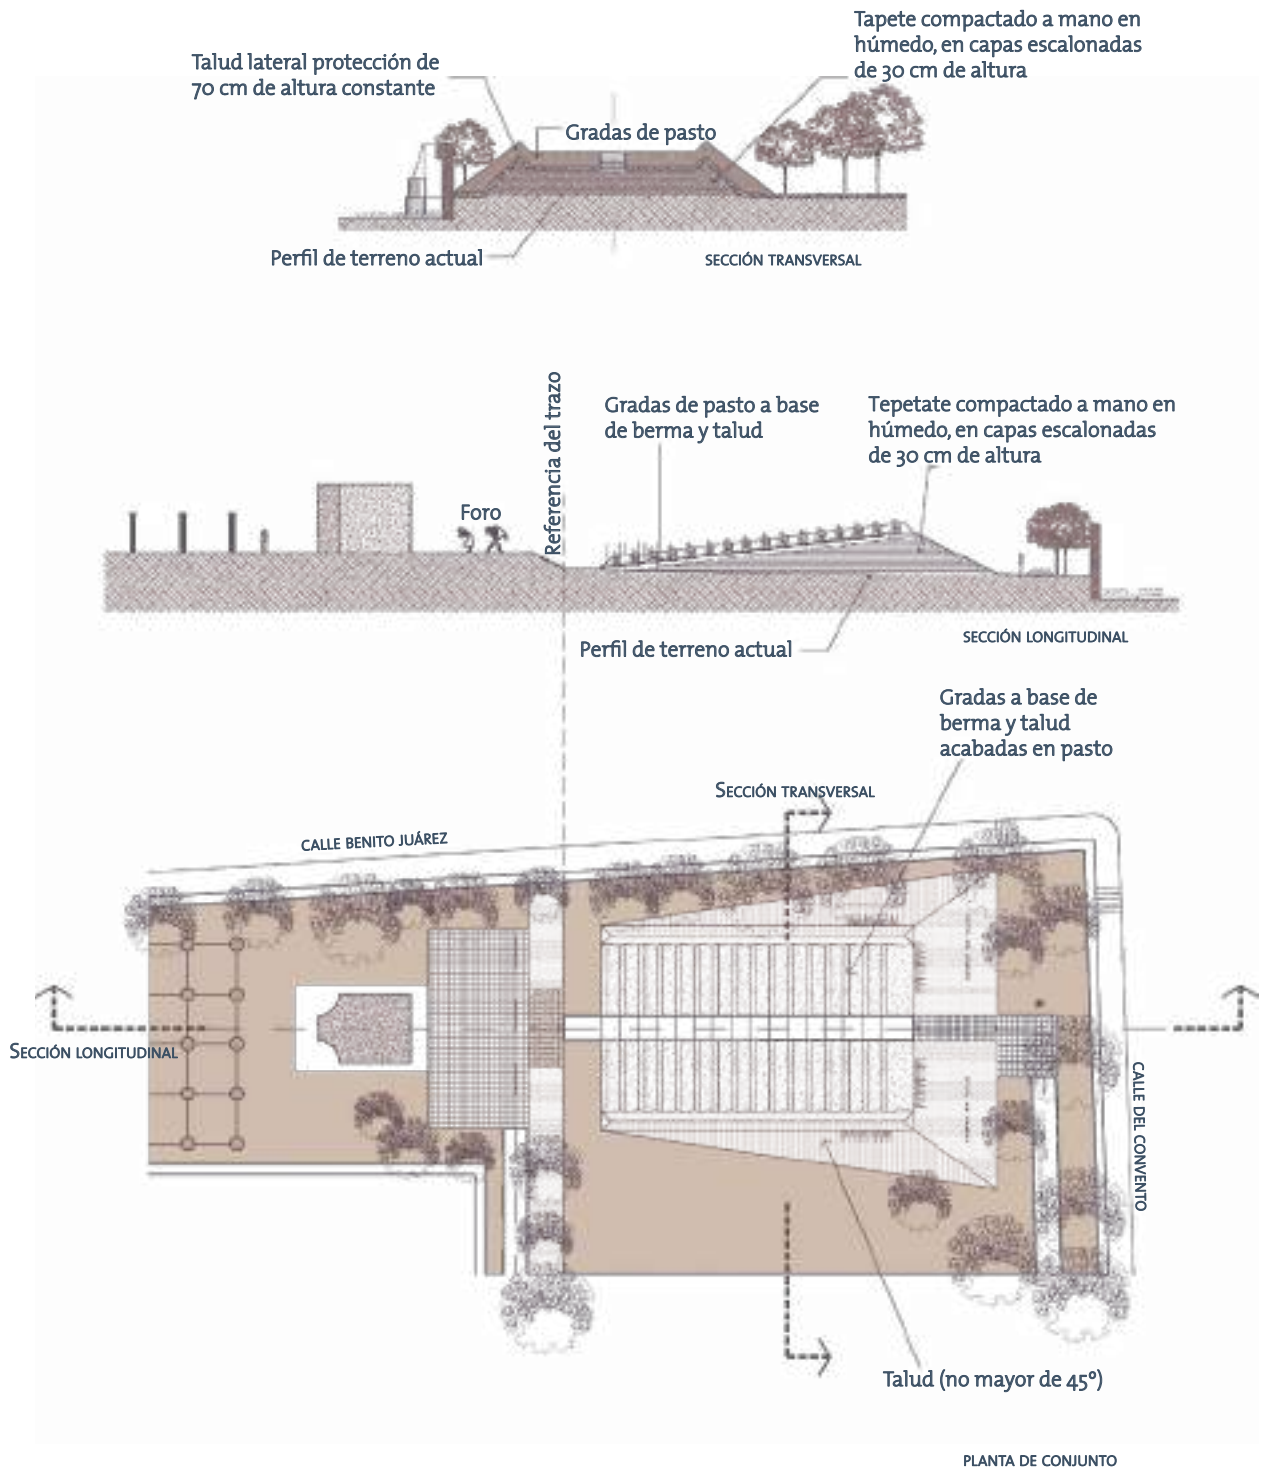 Tapete compactado a mano en
húmedo, en capas escalonadas
de 30 cm de altura
Talud lateral protección de
70 cm de altura constante
Gradas de pasto
Perfil de terreno actual
SECCIÓN TRANSVERSAL
Referencia del trazo
Gradas de pasto a base
de berma y talud
Tepetate compactado a mano en
húmedo, en capas escalonadas
de 30 cm de altura
Foro
SECCIÓN LONGITUDINAL
Perfil de terreno actual
Gradas a base de
berma y talud
acabadas en pasto
SECCIÓN TRANSVERSAL
CALLE BENITO JUÁREZ
SECCIÓN LONGITUDINAL
CALLE DEL CONVENTO
Talud (no mayor de 45º)
PLANTA DE CONJUNTO